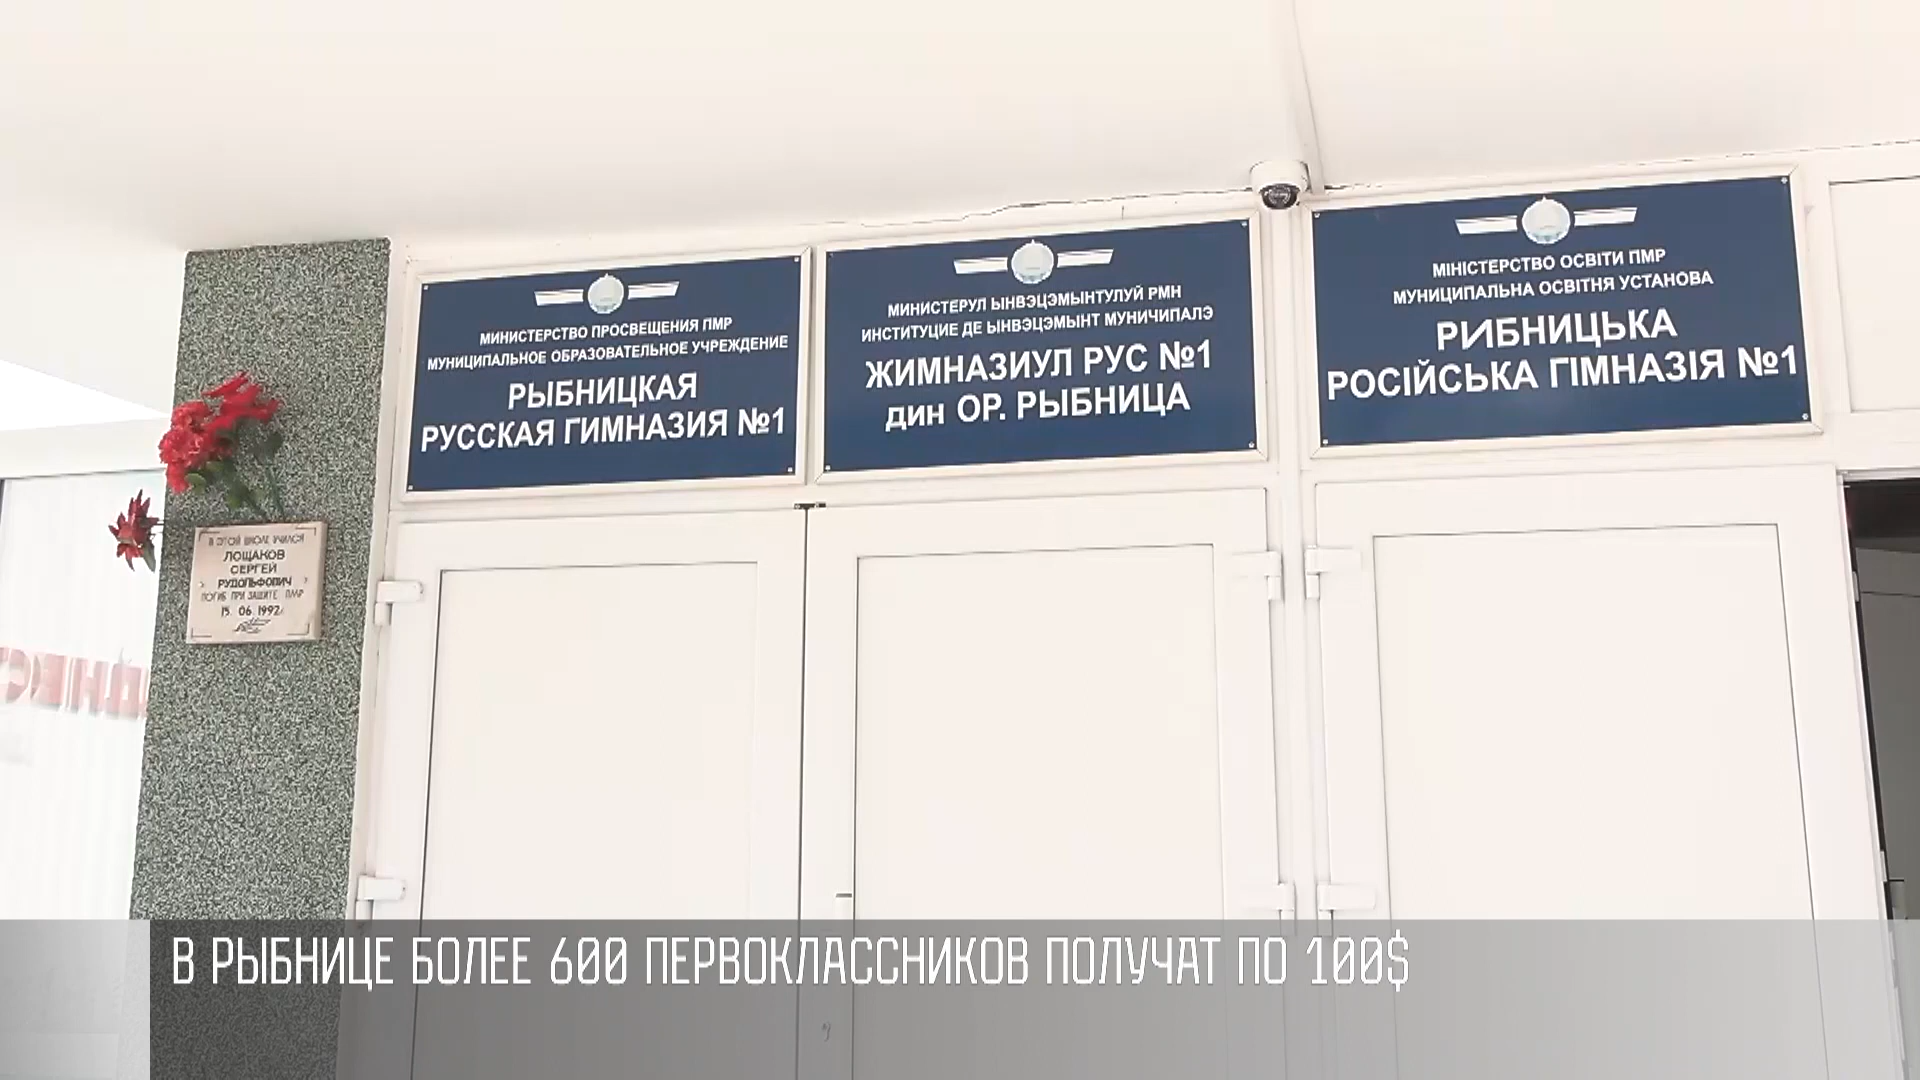 МИНИСТЕРСТВО ПРОСВЕЩЕНИЯ ПМР
МУНИЦИПАЛЬНОЕ ОБРАЗОВАТЕЛЬНОЕ УЧРЕЖДЕНИЕ
РЫБНИЦКАЯ
РУССКАЯ ГИМНАЗИЯ №1
МИНИСТЕРУЛ ЫНВЭЦЭМЫНТУЛУЙ РМН
ИНСТИТУЦИЕ ДЕ ЫНВЭЦЭМЫНТ МУНИЧИПАЛЭ
ЖИМНАЗИУЛ РУС №1
дин ОР. РЫБНИЦА
МІНІСТЕРСТВО ОСВІТИ ПМР
МУНИЦИПАЛЬНА ОСВІТНЯ УСТАНОВА
РИБНИЦЬКА
РОСІЙСЬКА ГІМНАЗІЯ №1
В ЭТОЙ ШКОЛЕ УЧИЛСЯ
ЛОЩАКОВ
СЕРГЕЙ
РУДОЛЬФОВИЧ
ПОГИБ ПРИ ЗАЩИТЕ ПМР
15. 06 1992г
В РЫБНИЦЕ БОЛЕЕ 600 ПЕРВОКЛАССНИКОВ ПОЛУЧАТ ПО 100$